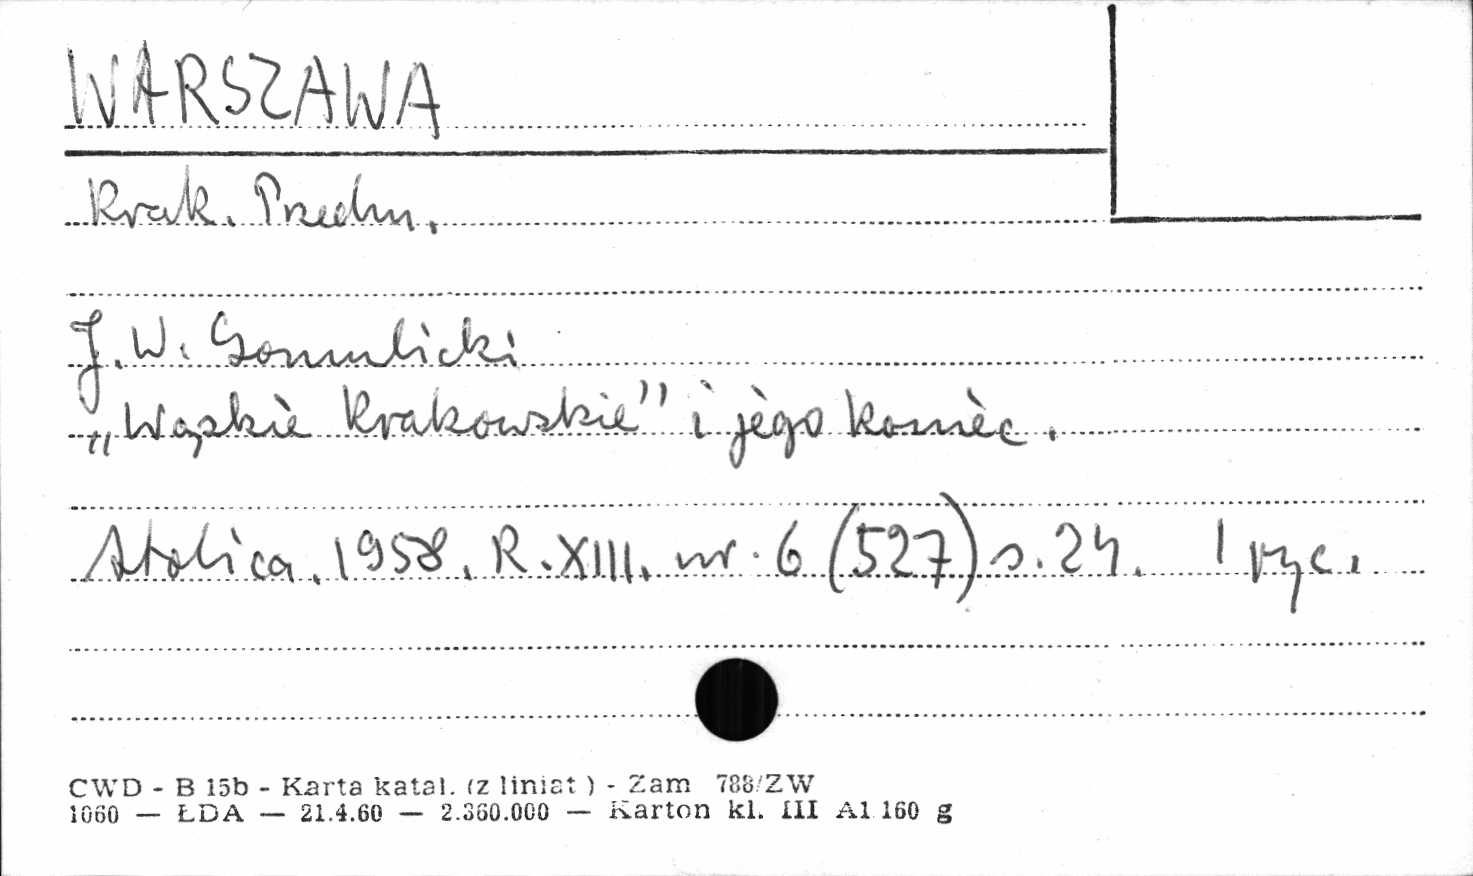 WARSZAWA
Krak. Przedm.
J. W. Gomulicki
„Wąskie Krakowskie” i jego koniec.
Stolica. 1958. R. XIII. nr. 6 (527) s. 24. 1 ryc.
CWD - B 15b - Karta katal. (z liniat ) - Zam 788/ZW
1060 — ŁDA — 21.4.60 — 2.360.000 — Karton kl. III A1 160 g